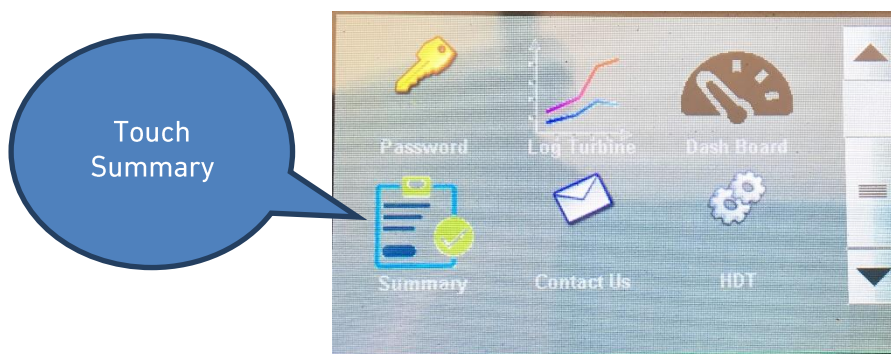 Touch
Summary
Password
Log Turbine
Dash Board
Summary
Contact Us
HDT